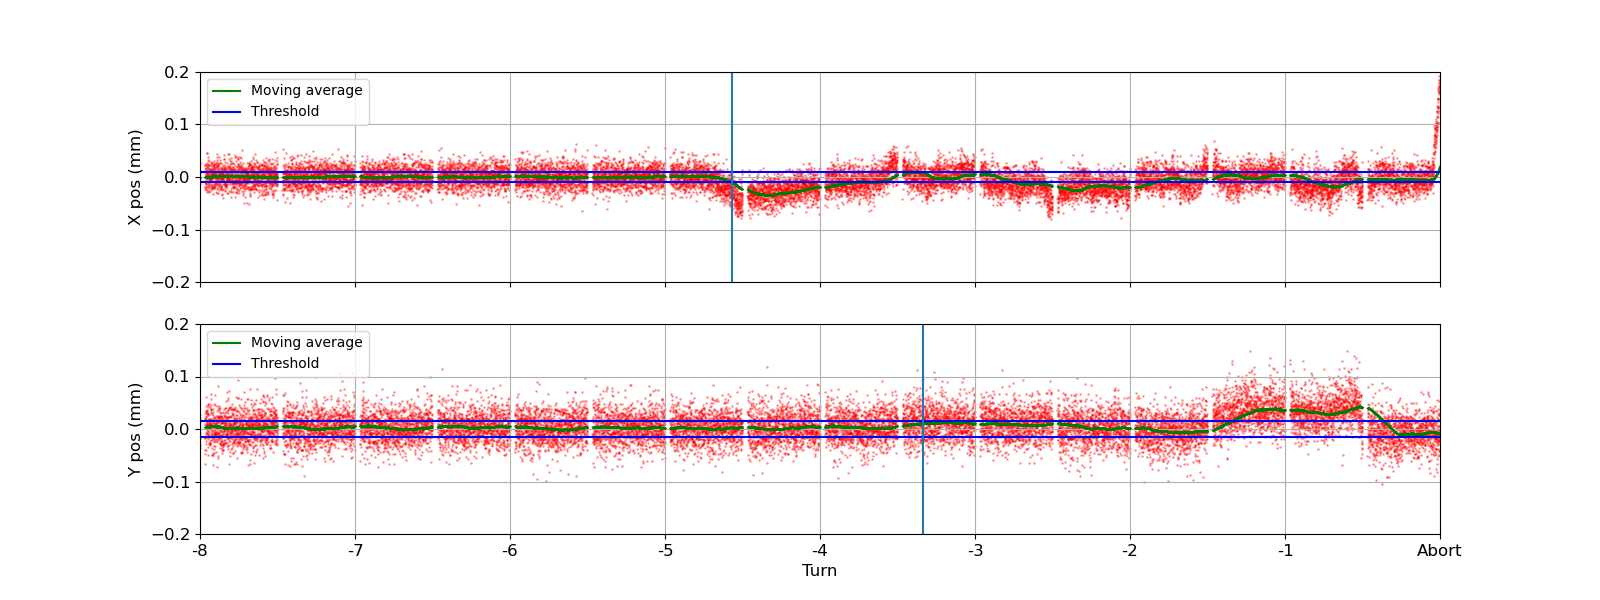 0.2
0.1
0.0
−0.1
−0.2
X pos (mm)
Moving average
Threshold
0.2
0.1
0.0
−0.1
−0.2
Y pos (mm)
Moving average
Threshold
-8 -7 -6 -5 -4 -3 -2 -1 Abort
Turn